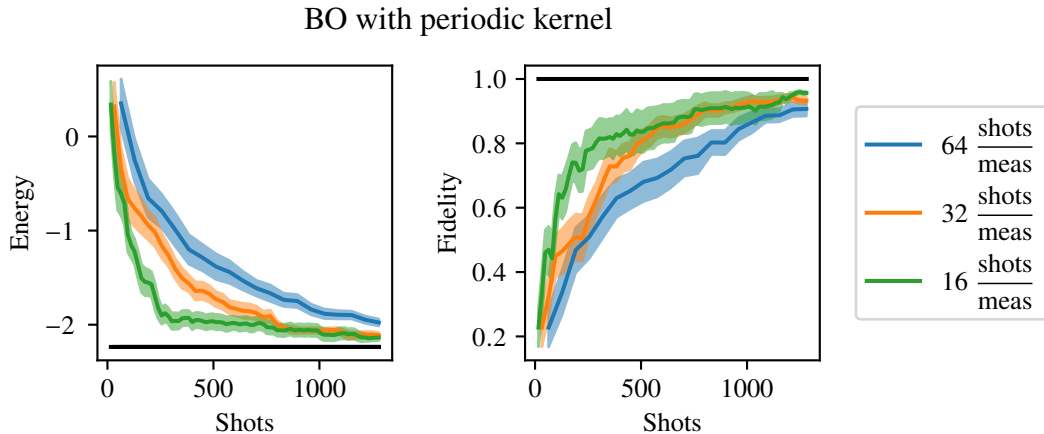 BO with periodic kernel
Energy
0
−1
−2
0
500
1000
Shots
Fidelity
1.0
0.8
0.6
0.4
0.2
0
500
1000
Shots
64 shots
meas
32 shots
meas
16 shots
meas